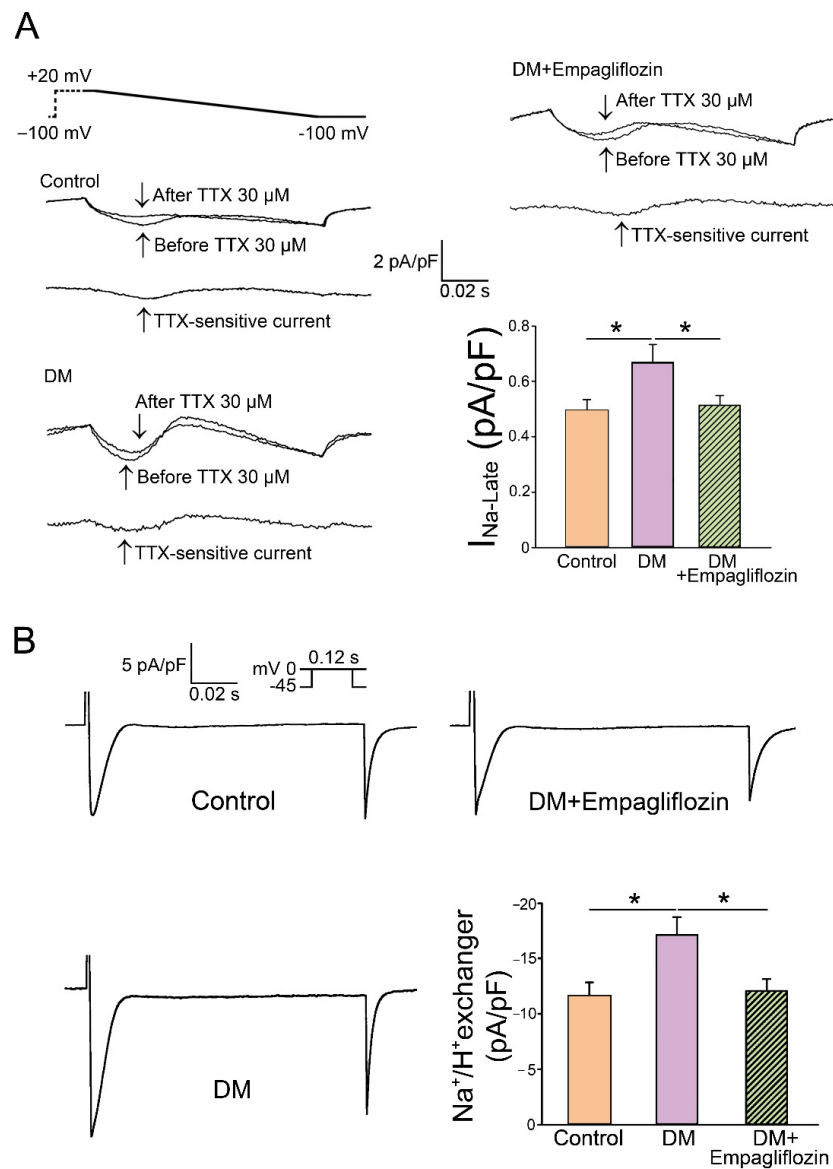 A
+20 mV
–100 mV
-100 mV
Control
After TTX 30 µM
Before TTX 30 µM
TTX-sensitive current
DM
After TTX 30 µM
Before TTX 30 µM
TTX-sensitive current
DM+Empagliflozin
After TTX 30 µM
Before TTX 30 µM
TTX-sensitive current
2 pA/pF
0.02 s
I Na-Late (pA/pF)
0.8
0.6
0.4
0.2
0
*
*
Control
DM
DM
+Empagliflozin
B
5 pA/pF
0.02 s
mV 0
-45
0.12 s
Control
DM+Empagliflozin
DM
Na⁺/H⁺exchanger
(pA/pF)
–20
–15
–10
–5
0
*
*
Control
DM
DM+
Empagliflozin